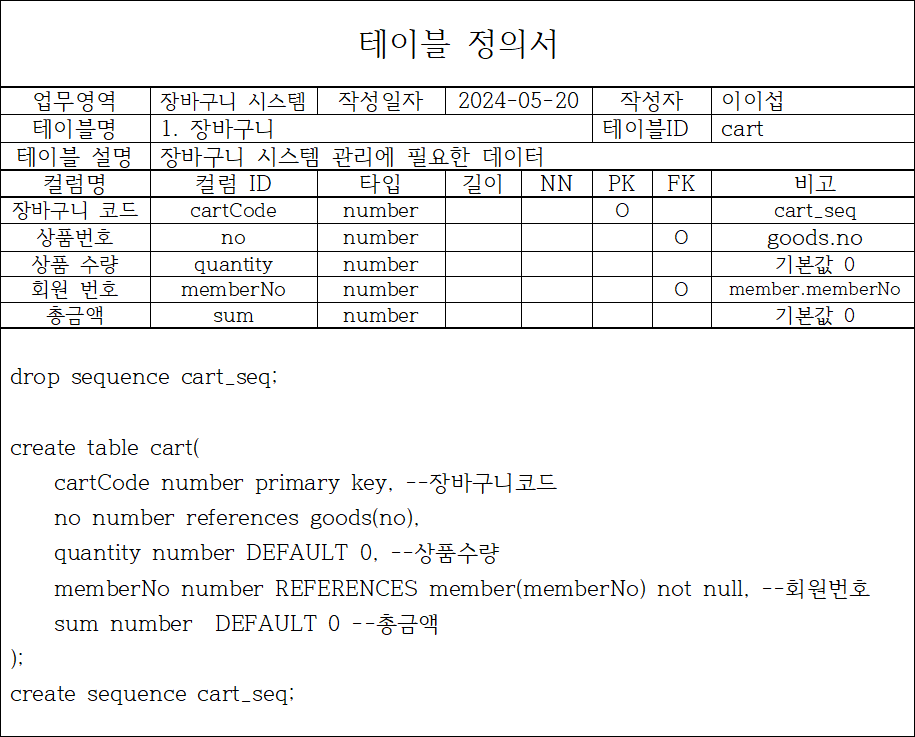 테이블 정의서
업무영역 장바구니 시스템 작성일자 2024-05-20 작성자 이이섭
테이블명 1. 장바구니 테이블ID cart
테이블 설명 장바구니 시스템 관리에 필요한 데이터
컬럼명 컬럼 ID 타입 길이 NN PK FK 비고
장바구니 코드 cartCode number O cart_seq
상품번호 no number O goods.no
상품 수량 quantity number 기본값 0
회원 번호 memberNo number O member.memberNo
총금액 sum number 기본값 0
drop sequence cart_seq;
create table cart(
cartCode number primary key, --장바구니코드
no number references goods(no),
quantity number DEFAULT 0, --상품수량
memberNo number REFERENCES member(memberNo) not null, --회원번호
sum number DEFAULT 0 --총금액
);
create sequence cart_seq;